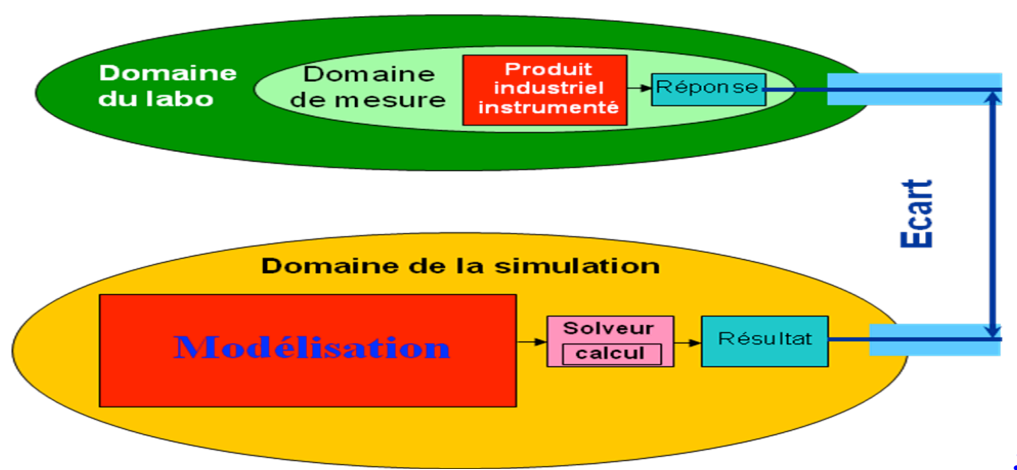 Domaine
du labo
Domaine
de mesure
Produit
industriel
instrumenté
Réponse
Ecart
Domaine de la simulation
Modélisation
Solveur
calcul
Résultat